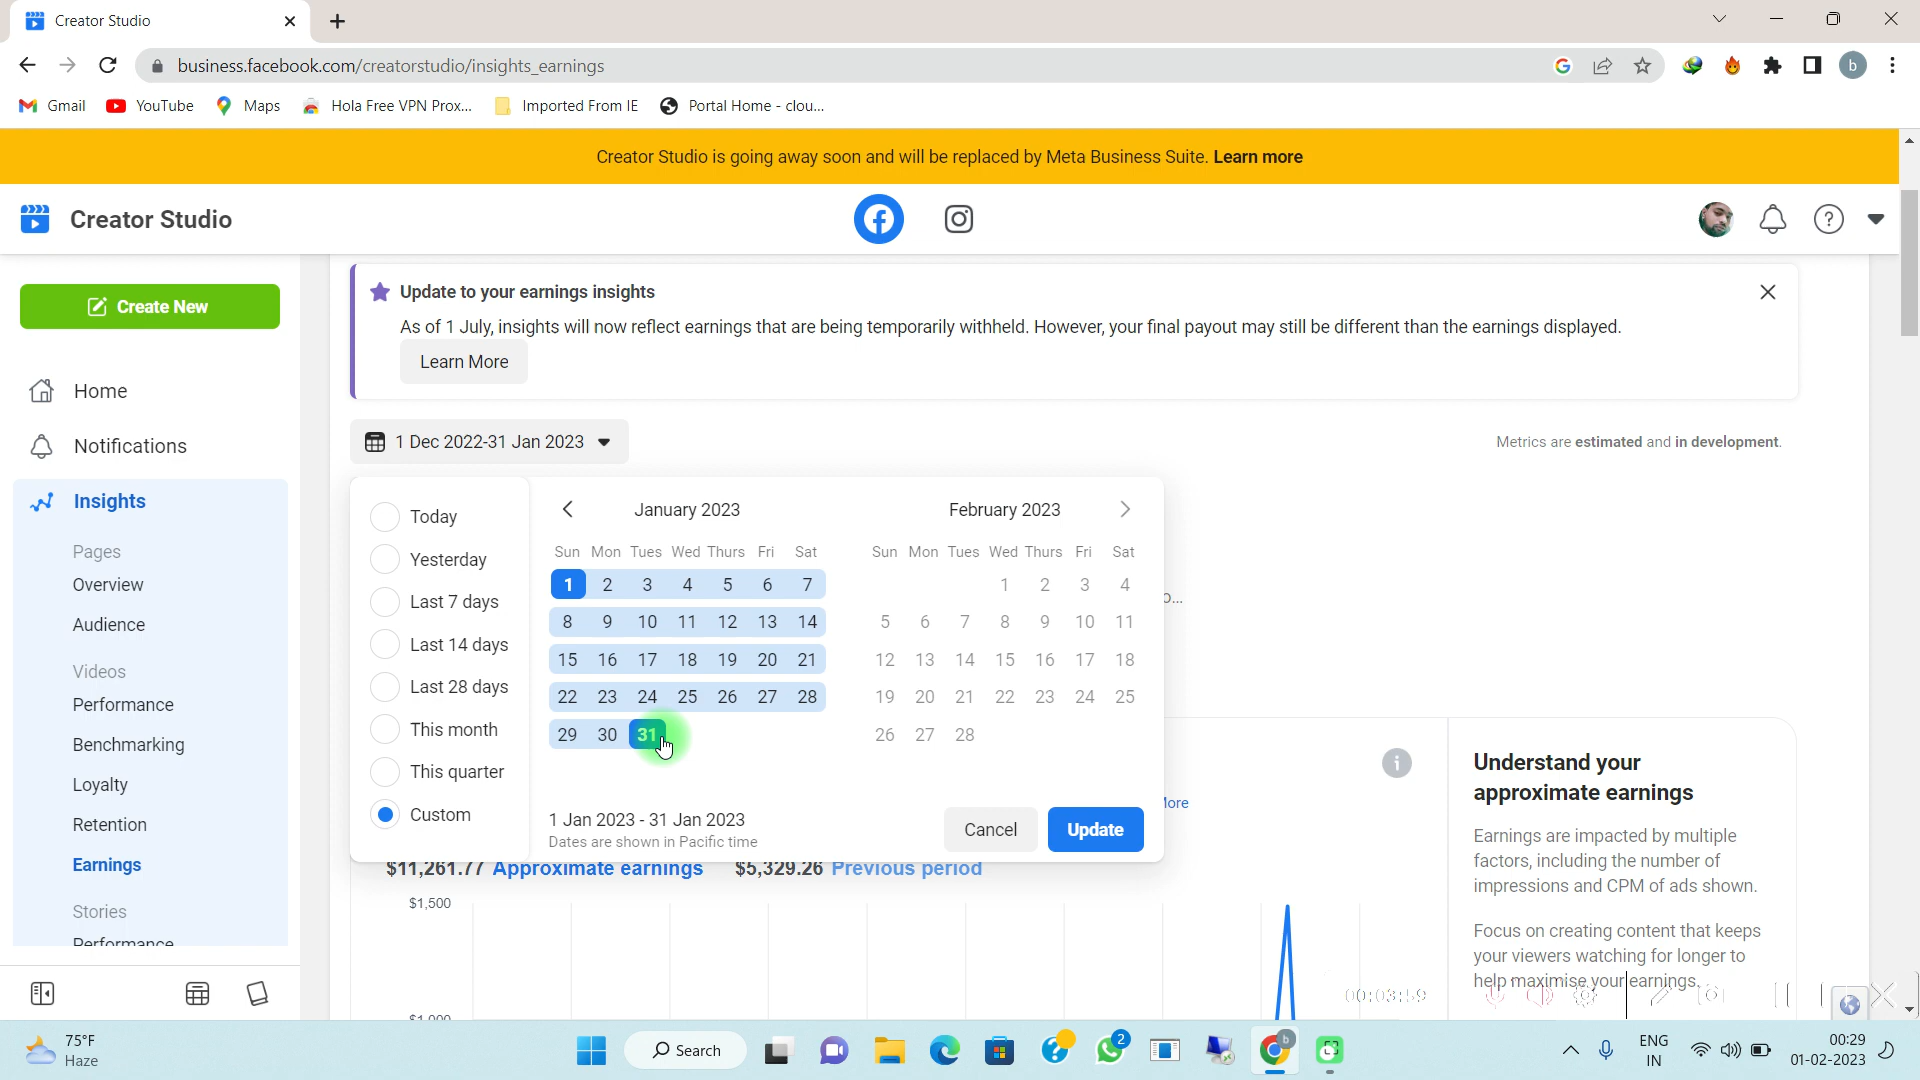 Creator Studio
business.facebook.com/creatorstudio/insights_earnings
b
Gmail YouTube Maps Hola Free VPN Prox... Imported From IE Portal Home - clou...
Creator Studio is going away soon and will be replaced by Meta Business Suite. Learn more
Creator Studio
Create New
Home
Notifications
Insights
Pages
Overview
Audience
Videos
Performance
Benchmarking
Loyalty
Retention
Earnings
Stories
Performance
Update to your earnings insights
As of 1 July, insights will now reflect earnings that are being temporarily withheld. However, your final payout may still be different than the earnings displayed.
Learn More
1 Dec 2022-31 Jan 2023
Metrics are estimated and in development.
Today
Yesterday
Last 7 days
Last 14 days
Last 28 days
This month
This quarter
Custom
January 2023
Sun Mon Tues Wed Thurs Fri Sat
1 2 3 4 5 6 7
8 9 10 11 12 13 14
15 16 17 18 19 20 21
22 23 24 25 26 27 28
29 30 31
February 2023
Sun Mon Tues Wed Thurs Fri Sat
1 2 3 4
5 6 7 8 9 10 11
12 13 14 15 16 17 18
19 20 21 22 23 24 25
26 27 28
1 Jan 2023 - 31 Jan 2023
Dates are shown in Pacific time
Cancel Update
o...
More
$11,261.77 Approximate earnings $5,329.26 Previous period
$1,500
$1,000
Understand your
approximate earnings
Earnings are impacted by multiple
factors, including the number of
impressions and CPM of ads shown.
Focus on creating content that keeps
your viewers watching for longer to
help maximise your earnings.
00:03:59
75°F
Haze
Search
2
b
ENG
IN
00:29
01-02-2023